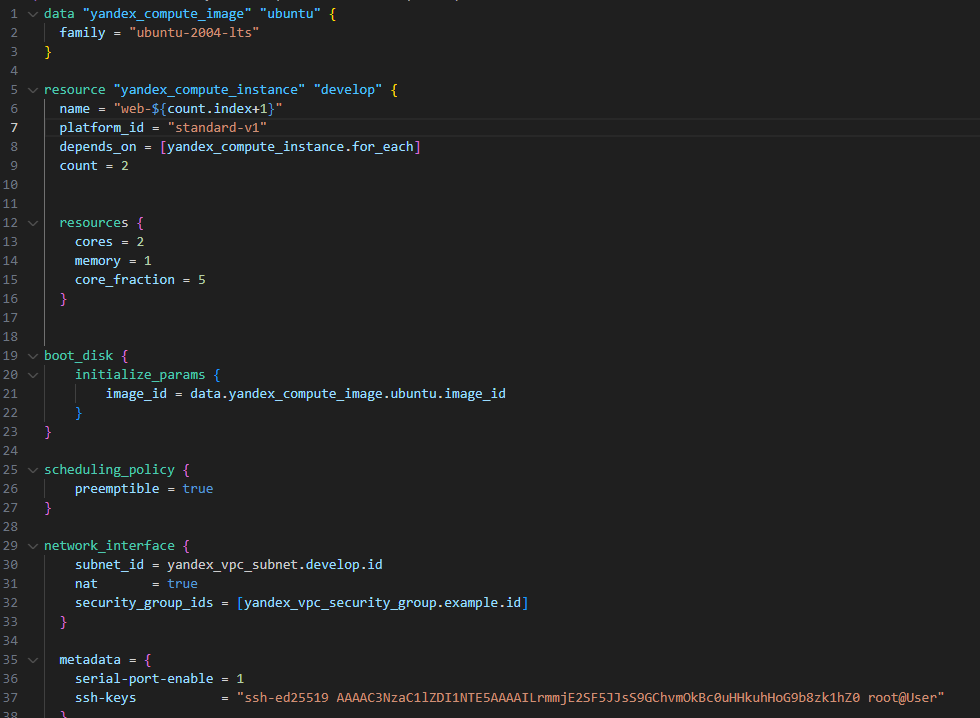 1 data "yandex_compute_image" "ubuntu" {
2 family = "ubuntu-2004-lts"
3 }
4
5 resource "yandex_compute_instance" "develop" {
6 name = "web-${count.index+1}"
7 platform_id = "standard-v1"
8 depends_on = [yandex_compute_instance.for_each]
9 count = 2
10
11
12 resources {
13 cores = 2
14 memory = 1
15 core_fraction = 5
16 }
17
18
19 boot_disk {
20 initialize_params {
21 image_id = data.yandex_compute_image.ubuntu.image_id
22 }
23 }
24
25 scheduling_policy {
26 preemptible = true
27 }
28
29 network_interface {
30 subnet_id = yandex_vpc_subnet.develop.id
31 nat = true
32 security_group_ids = [yandex_vpc_security_group.example.id]
33 }
34
35 metadata = {
36 serial-port-enable = 1
37 ssh-keys = "ssh-ed25519 AAAAC3NzaC1lZDI1NTE5AAAAILrmmjE2SF5JJsS9GChvmOkBc0uHHkuhHoG9b8zk1hZ0 root@User"
38 }